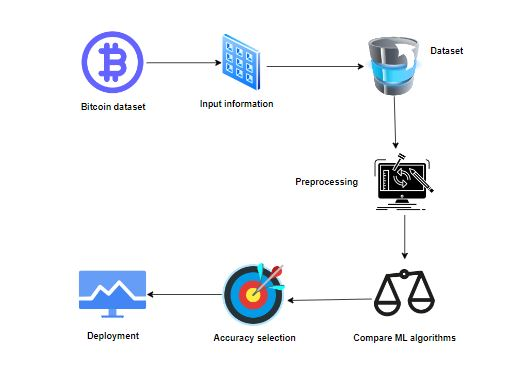 Bitcoin dataset
Input information
Dataset
Preprocessing
Compare ML algorithms
Accuracy selection
Deployment